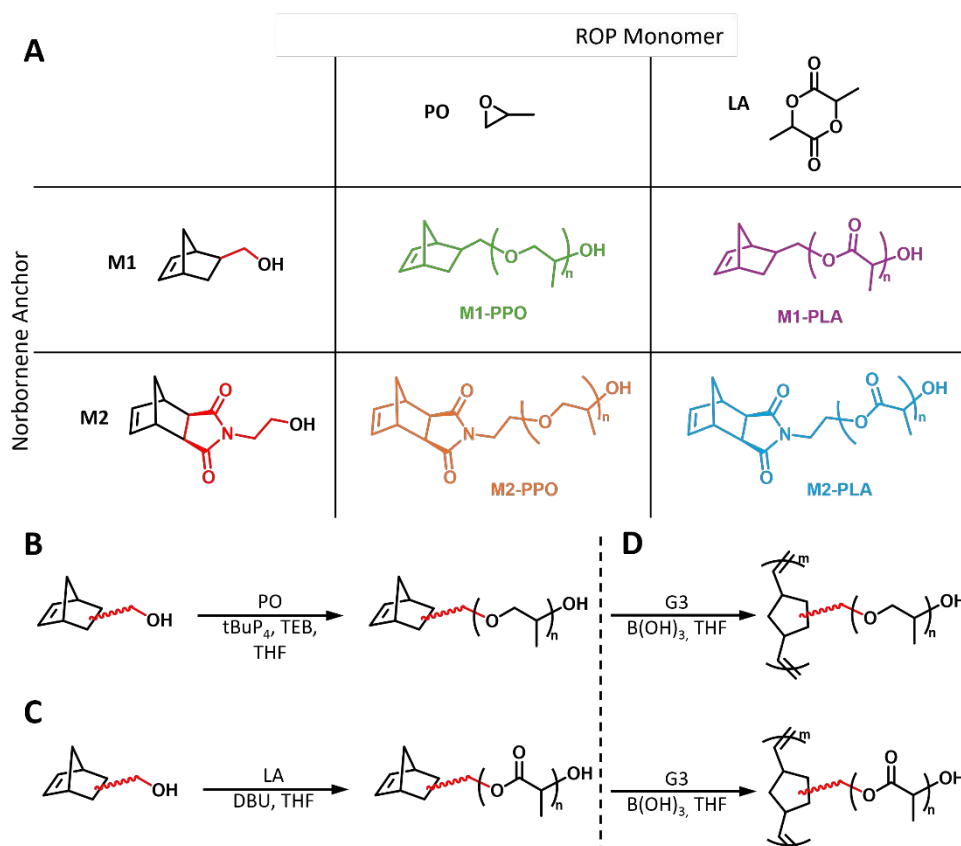 ROP Monomer
A
PO
O
LA
O
O
O
O
Norbornene Anchor
M1
OH
O
n
OH
M1-PPO
O
O
n
OH
M1-PLA
M2
O
N
O
OH
O
N
O
O
n
OH
M2-PPO
O
N
O
O
O
n
OH
M2-PLA
B
OH
PO
tBuP₄, TEB,
THF
O
n
OH
D
G3
B(OH)₃, THF
m
O
n
OH
C
OH
LA
DBU, THF
O
O
n
OH
G3
B(OH)₃, THF
m
O
O
n
OH